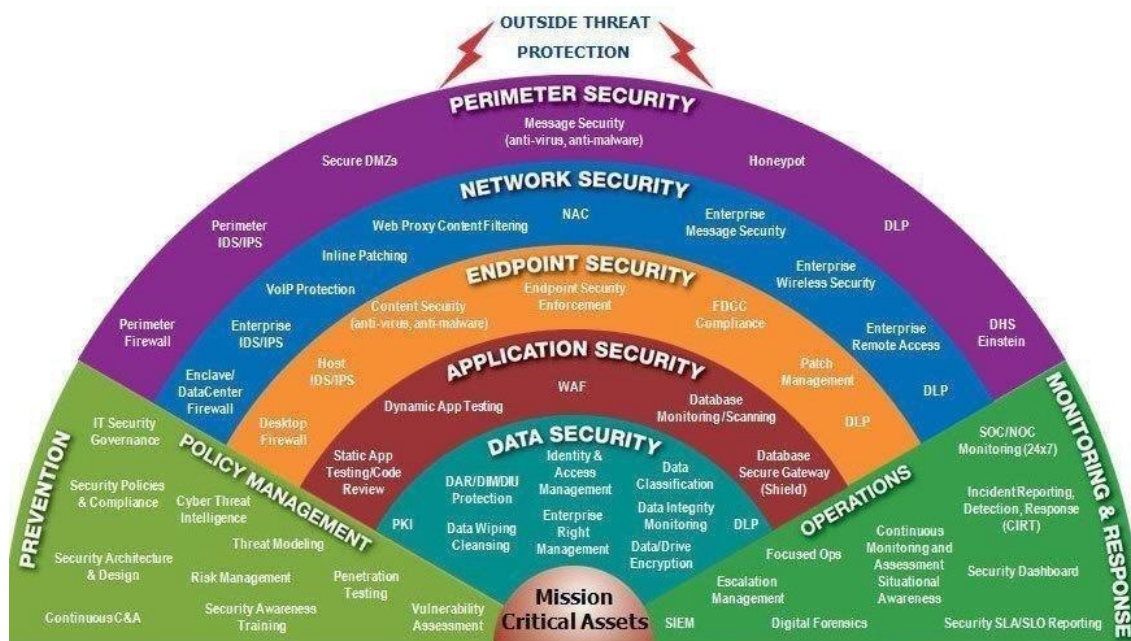 OUTSIDE THREAT
PROTECTION
PERIMETER SECURITY
Message Security
(anti-virus, anti-malware)
Secure DMZs
Honeypot
Perimeter
IDS/IPS
DLP
Perimeter
Firewall
DHS
Einstein
NETWORK SECURITY
NAC
Web Proxy Content Filtering
Enterprise
Message Security
Inline Patching
Enterprise
Wireless Security
VoIP Protection
Enterprise
IDS/IPS
Enterprise
Remote Access
Enclave/
DataCenter
Firewall
DLP
ENDPOINT SECURITY
Endpoint Security
Enforcement
Content Security
(anti-virus, anti-malware)
FDCC
Compliance
Host
IDS/IPS
Patch
Management
Desktop
Firewall
DLP
APPLICATION SECURITY
WAF
Dynamic App Testing
Database
Monitoring/Scanning
Static App
Testing/Code
Review
Database
Secure Gateway
(Shield)
DATA SECURITY
Identity &
Access
Management
DAR/DIM/DIU
Protection
Data
Classification
PKI
Data Wiping
Cleansing
Enterprise
Right
Management
Data Integrity
Monitoring
DLP
Data/Drive
Encryption
Mission
Critical Assets
PREVENTION
POLICY MANAGEMENT
IT Security
Governance
Security Policies
& Compliance
Cyber Threat
Intelligence
Threat Modeling
Security Architecture
& Design
Risk Management
Penetration
Testing
Continuous C&A
Security Awareness
Training
Vulnerability
Assessment
MONITORING & RESPONSE
OPERATIONS
SOC/NOC
Monitoring (24x7)
Incident Reporting,
Detection, Response
(CIRT)
Focused Ops
Continuous
Monitoring and
Assessment
Situational
Awareness
Security Dashboard
Escalation
Management
SIEM
Digital Forensics
Security SLA/SLO Reporting